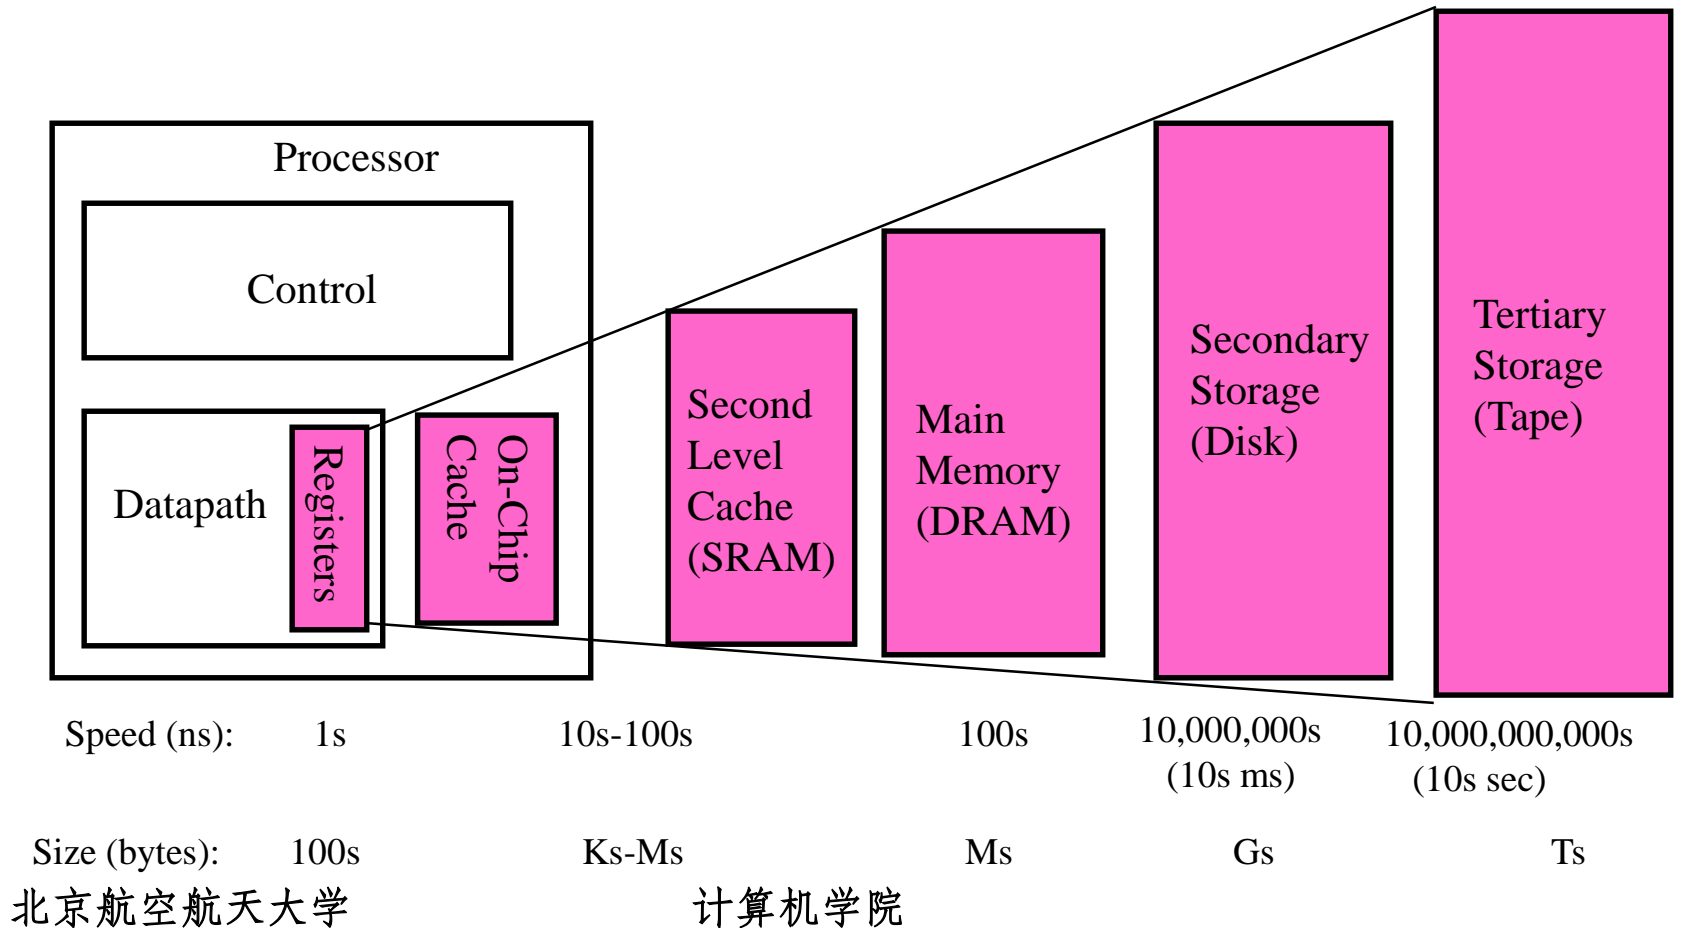 Processor
Control
Datapath
Registers
On-Chip
Cache
Second
Level
Cache
(SRAM)
Main
Memory
(DRAM)
Secondary
Storage
(Disk)
Tertiary
Storage
(Tape)
Speed (ns): 1s 10s-100s 100s 10,000,000s 10,000,000,000s
(10s ms) (10s sec)
Size (bytes): 100s Ks-Ms Ms Gs Ts
北京航空航天大学 计算机学院